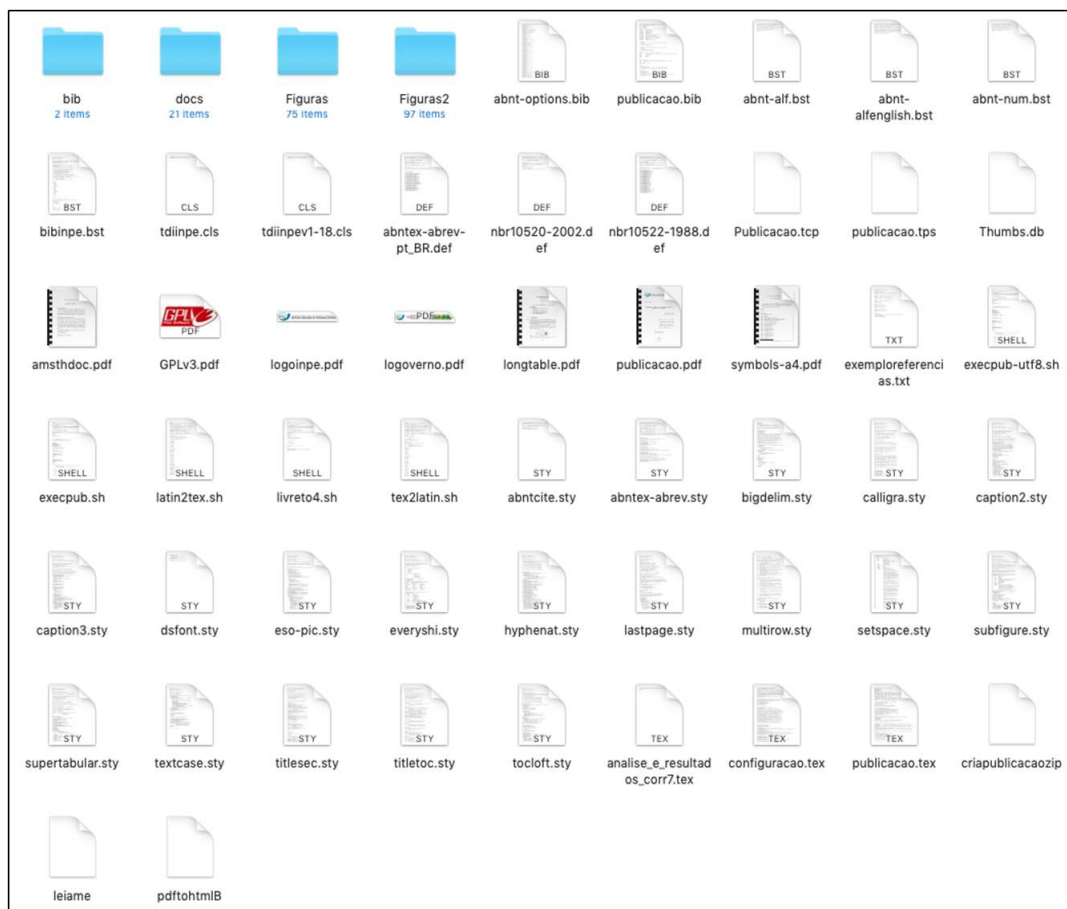 BIB
BIB
BST
BST
BST
bib
docs
Figuras
Figuras2
abnt-options.bib
publicacao.bib
abnt-alf.bst
abnt-
alfenglish.bst
abnt-num.bst
2 items
21 items
75 items
97 items
BST
CLS
CLS
DEF
DEF
DEF
bibinpe.bst
tdiinpe.cls
tdiinpev1-18.cls
abntex-abrev-
pt_BR.def
nbr10520-2002.d
ef
nbr10522-1988.d
ef
Publicacao.tcp
publicacao.tps
Thumbs.db
GPLv3
PDF
PDF
TXT
SHELL
amsthdoc.pdf
GPLv3.pdf
logoinpe.pdf
logoverno.pdf
longtable.pdf
publicacao.pdf
symbols-a4.pdf
exemploreferenci
as.txt
execpub-utf8.sh
SHELL
SHELL
SHELL
SHELL
STY
STY
STY
STY
STY
execpub.sh
latin2tex.sh
livreto4.sh
tex2latin.sh
abntcite.sty
abntex-abrev.sty
bigdelim.sty
calligra.sty
caption2.sty
STY
STY
STY
STY
STY
STY
STY
STY
STY
caption3.sty
dsfont.sty
eso-pic.sty
everyshi.sty
hyphenat.sty
lastpage.sty
multirow.sty
setspace.sty
subfigure.sty
STY
STY
STY
STY
STY
TEX
TEX
TEX
supertabular.sty
textcase.sty
titlesec.sty
titletoc.sty
tocloft.sty
analise_e_resultad
os_corr7.tex
configuracao.tex
publicacao.tex
criapublicacaozip
leiame
pdftohtmlB